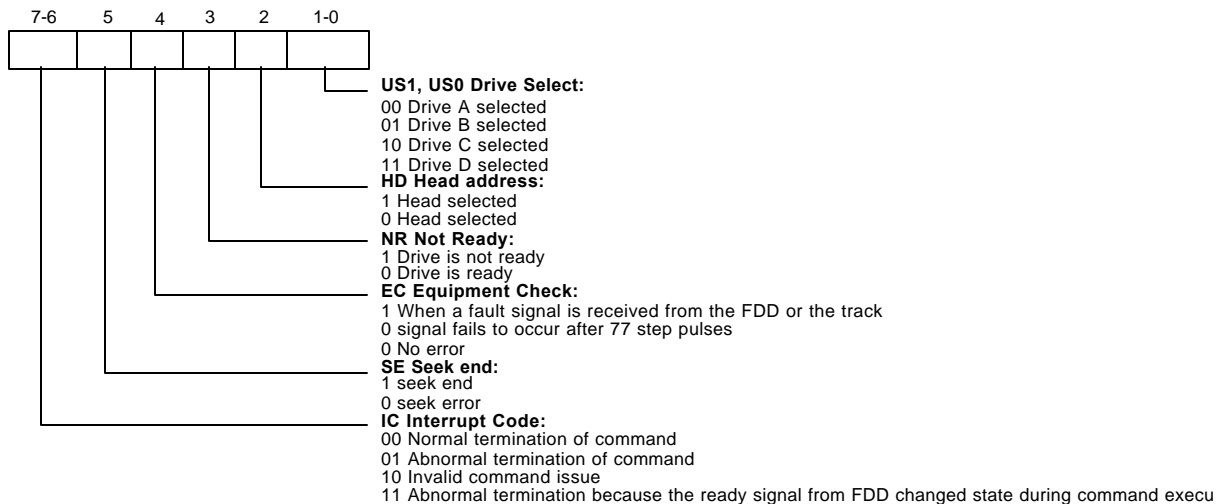 7-6 5 4 3 2 1-0
US1, US0 Drive Select:
00 Drive A selected
01 Drive B selected
10 Drive C selected
11 Drive D selected
HD Head address:
1 Head selected
0 Head selected
NR Not Ready:
1 Drive is not ready
0 Drive is ready
EC Equipment Check:
1 When a fault signal is received from the FDD or the track
0 signal fails to occur after 77 step pulses
0 No error
SE Seek end:
1 seek end
0 seek error
IC Interrupt Code:
00 Normal termination of command
01 Abnormal termination of command
10 Invalid command issue
11 Abnormal termination because the ready signal from FDD changed state during command execu